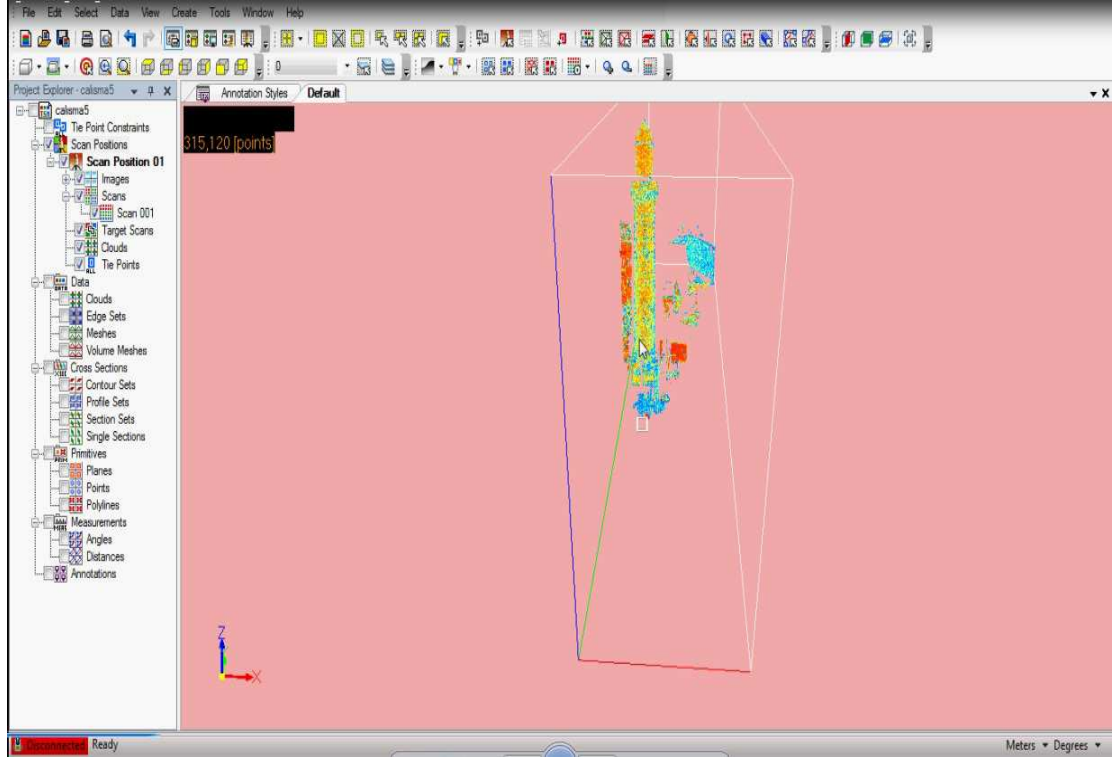 File Edit Select Data View Create Tools Window Help
0
Project Explorer - calisma5
Annotation Styles Default
calisma5
Tie Point Constraints
Scan Positions
Scan Position 01
Images
Scans
Scan 001
Target Scans
Clouds
Tie Points
Data
Clouds
Edge Sets
Meshes
Volume Meshes
Cross Sections
Contour Sets
Profile Sets
Section Sets
Single Sections
Primitives
Planes
Points
Polylines
Measurements
Angles
Distances
Annotations
315,120 [points]
Z
X
Disconnected Ready
Meters Degrees